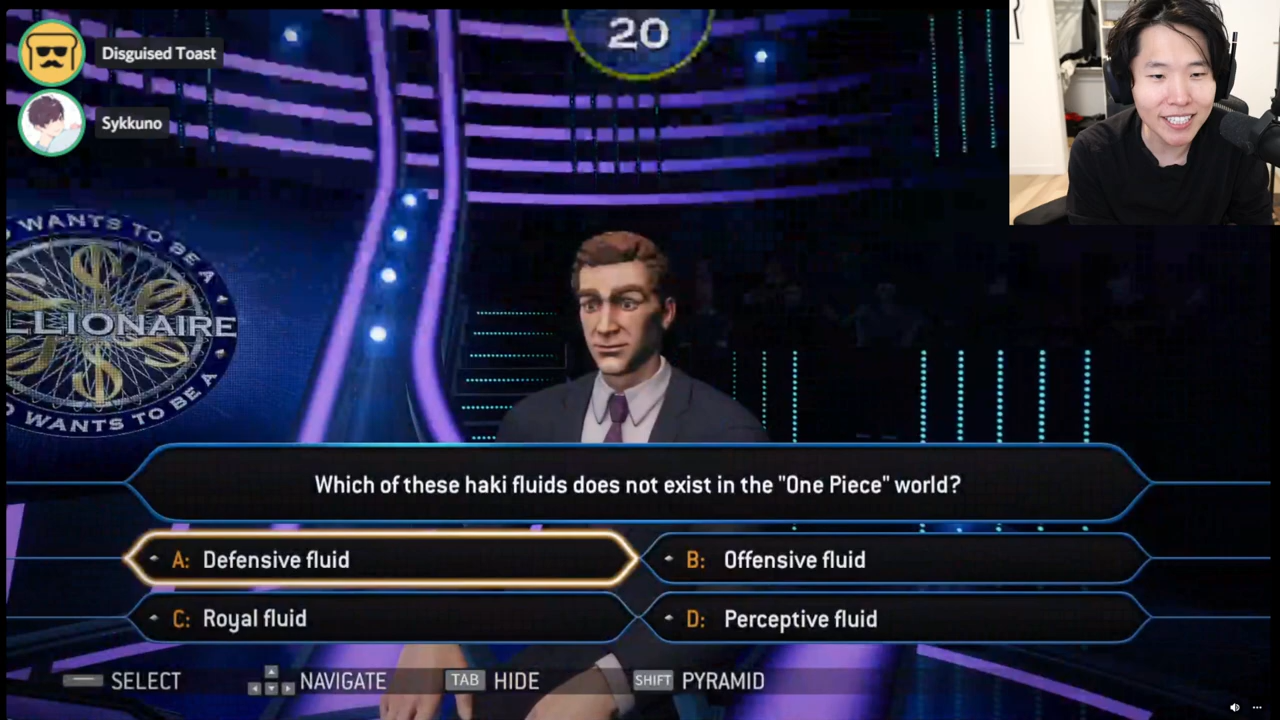 Disguised Toast
20
Sykkuno
WANTS TO BE A
LLIONAIRE
WANTS TO BE A
Which of these haki fluids does not exist in the "One Piece" world?
A: Defensive fluid
B: Offensive fluid
C: Royal fluid
D: Perceptive fluid
SELECT
NAVIGATE
TAB HIDE
SHIFT PYRAMID